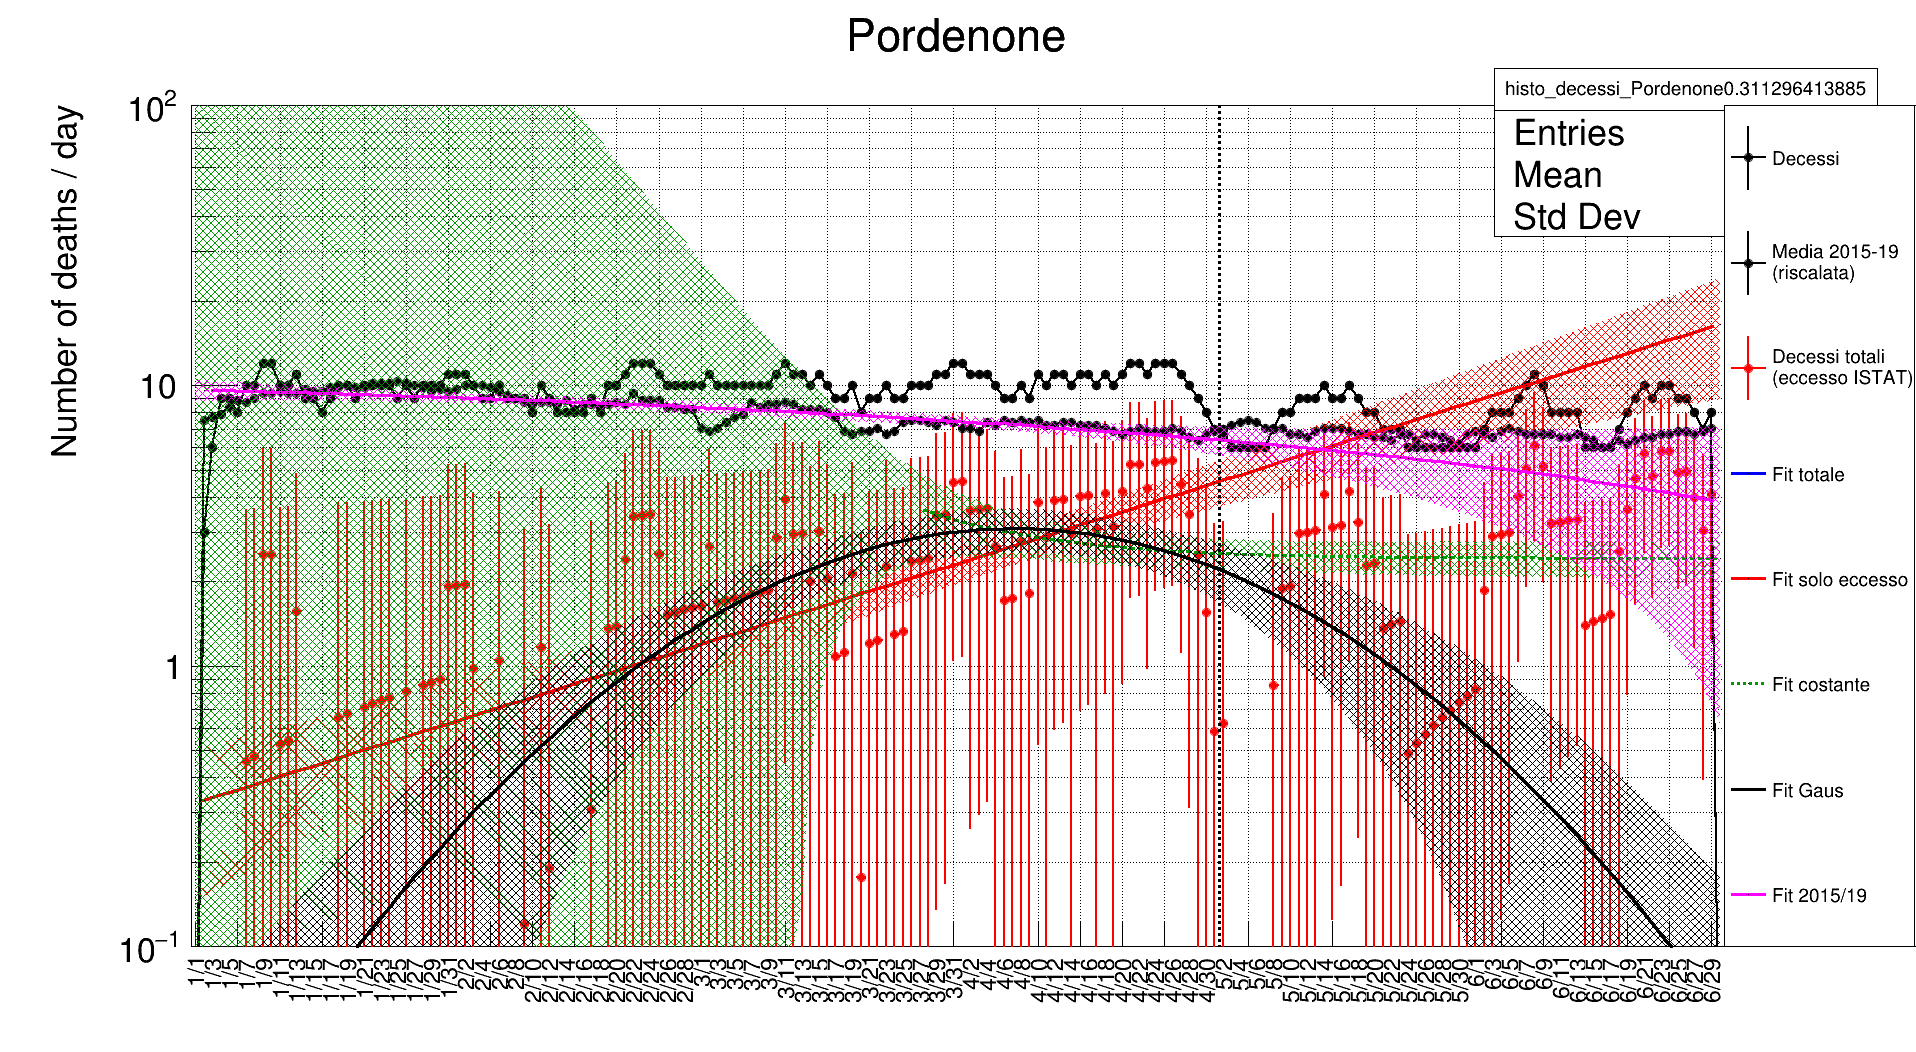 Pordenone
histo_decessi_Pordenone0.311296413885
Entries
Mean
Std Dev
Number of deaths / day
10²
10
1
10⁻¹
1/1 1/3 1/5 1/7 1/9 1/11 1/13 1/15 1/17 1/19 1/21 1/23 1/25 1/27 1/29 1/31 2/2 2/4 2/6 2/8 2/10 2/12 2/14 2/16 2/18 2/20 2/22 2/24 2/26 2/28 3/1 3/3 3/5 3/7 3/9 3/11 3/13 3/15 3/17 3/19 3/21 3/23 3/25 3/27 3/29 3/31 4/2 4/4 4/6 4/8 4/10 4/12 4/14 4/16 4/18 4/20 4/22 4/24 4/26 4/28 4/30 5/2 5/4 5/6 5/8 5/10 5/12 5/14 5/16 5/18 5/20 5/22 5/24 5/26 5/28 5/30 6/1 6/3 6/5 6/7 6/9 6/11 6/13 6/15 6/17 6/19 6/21 6/23 6/25 6/27 6/29
Decessi
Media 2015-19
(riscalata)
Decessi totali
(eccesso ISTAT)
Fit totale
Fit solo eccesso
Fit costante
Fit Gaus
Fit 2015/19